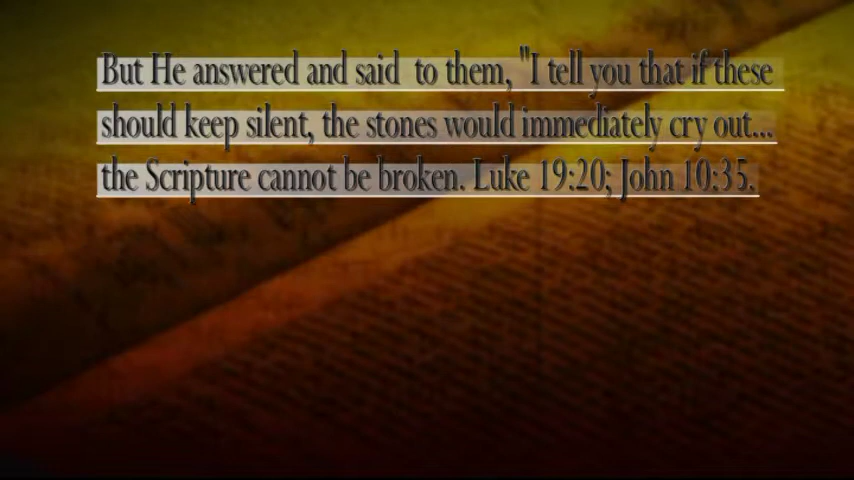 But He answered and said to them, "I tell you that if these
should keep silent, the stones would immediately cry out...
the Scripture cannot be broken. Luke 19:20; John 10:35.